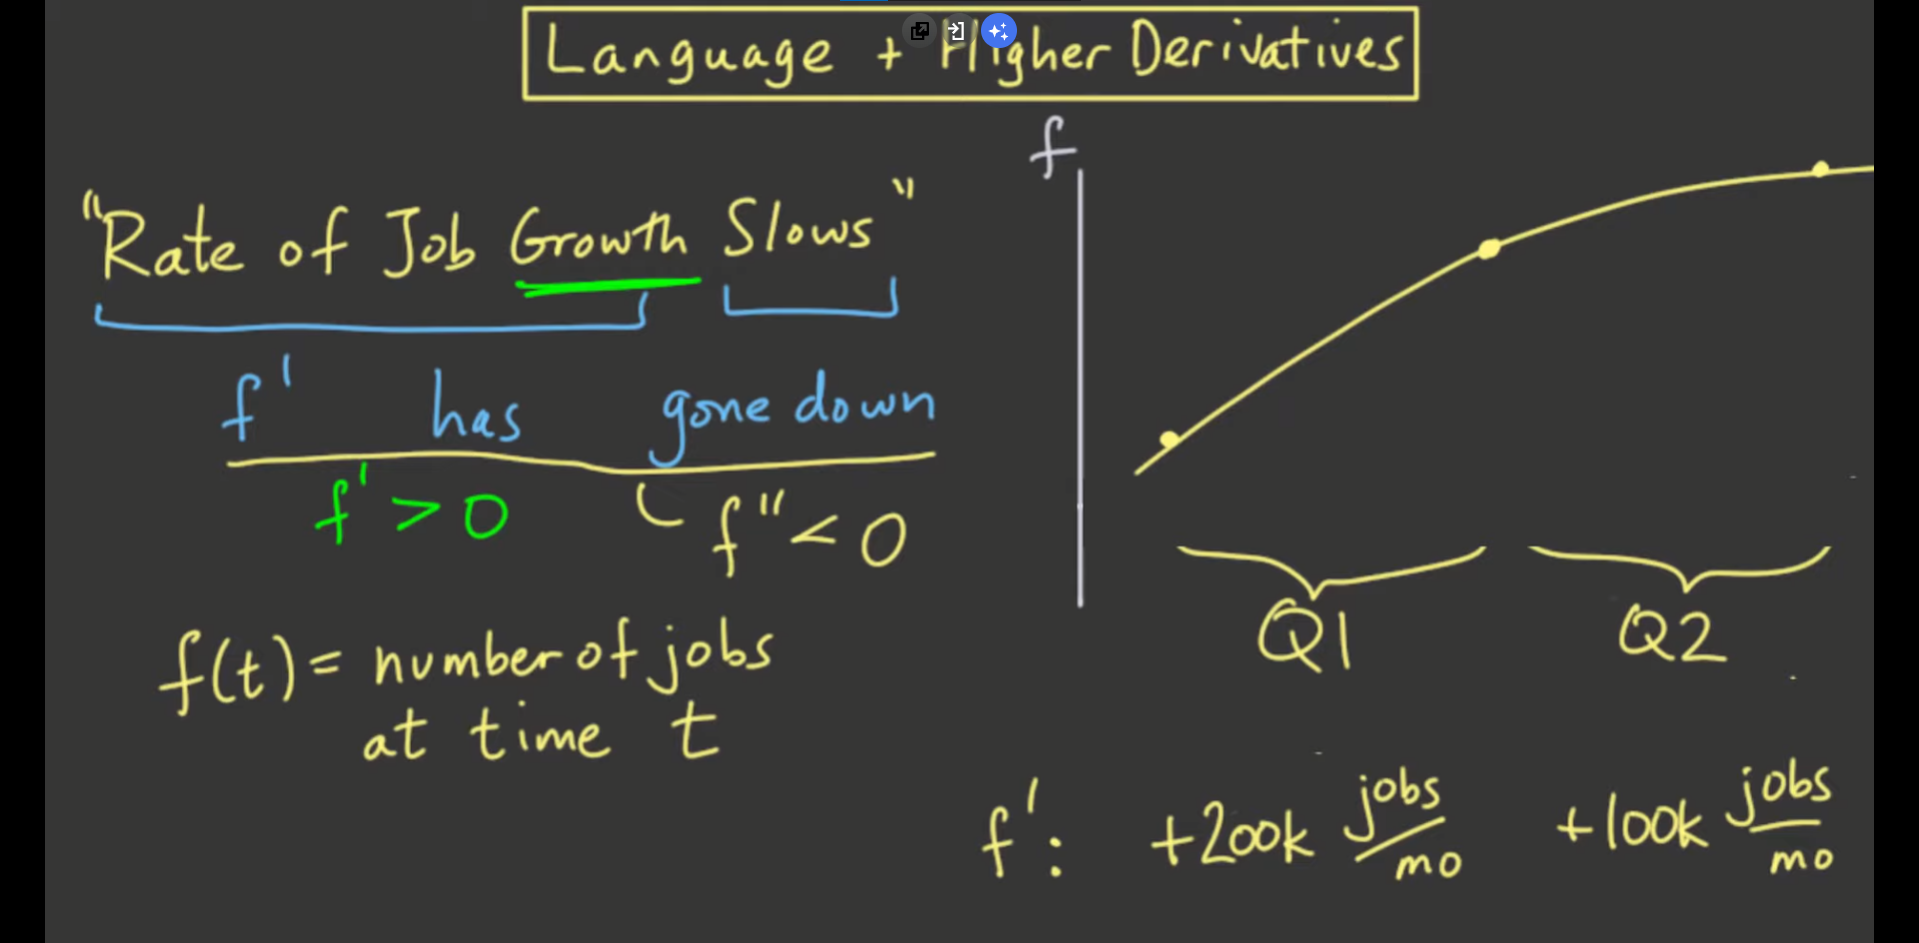 Language + Higher Derivatives
"Rate of Job Growth Slows"
f' has gone down
f' > 0
f'' < 0
f(t) = number of jobs
at time t
f
Q1
Q2
f': +200k jobs/mo +100k jobs/mo